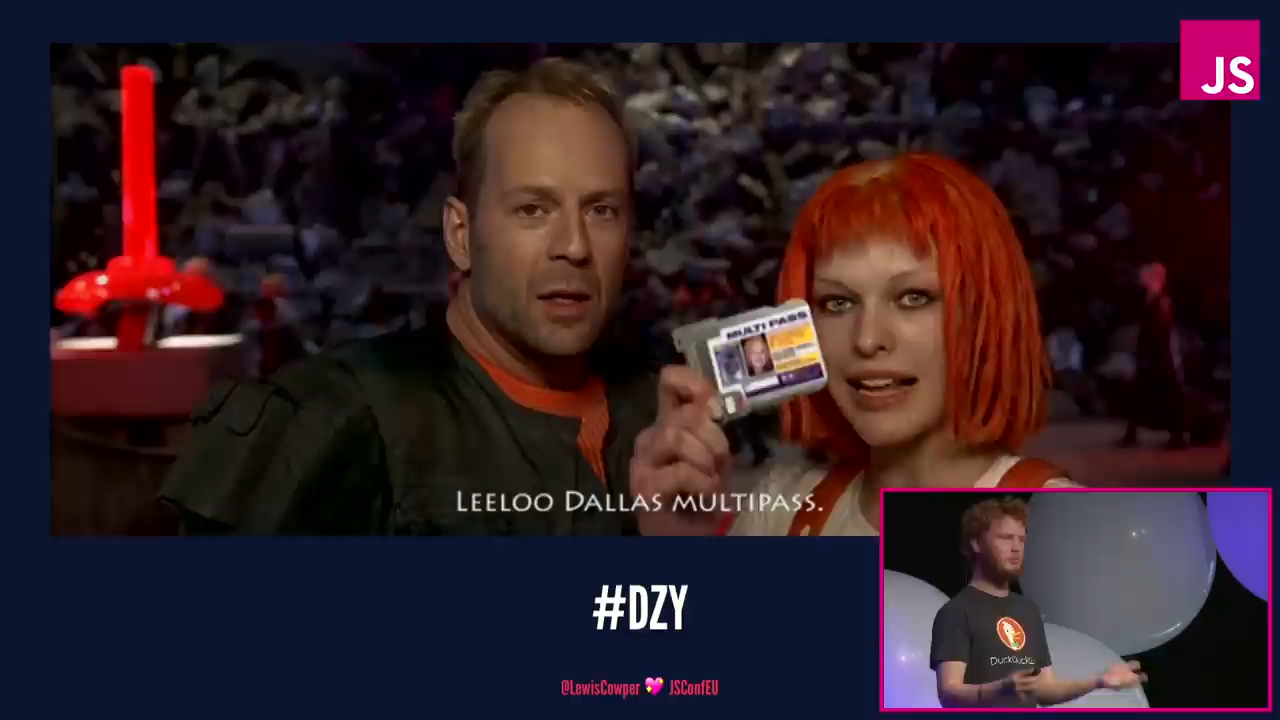 JS
MULTI PASS
LEELOO DALLAS MULTIPASS.
#DZY
DuckDuckGo
@LewisCowper 💖 JSConfEU